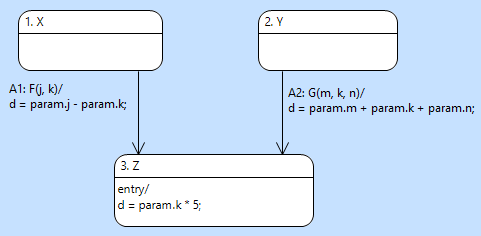 1. X
2. Y
A1: F(j, k)/
d = param.j - param.k;
A2: G(m, k, n)/
d = param.m + param.k + param.n;
3. Z
entry/
d = param.k * 5;